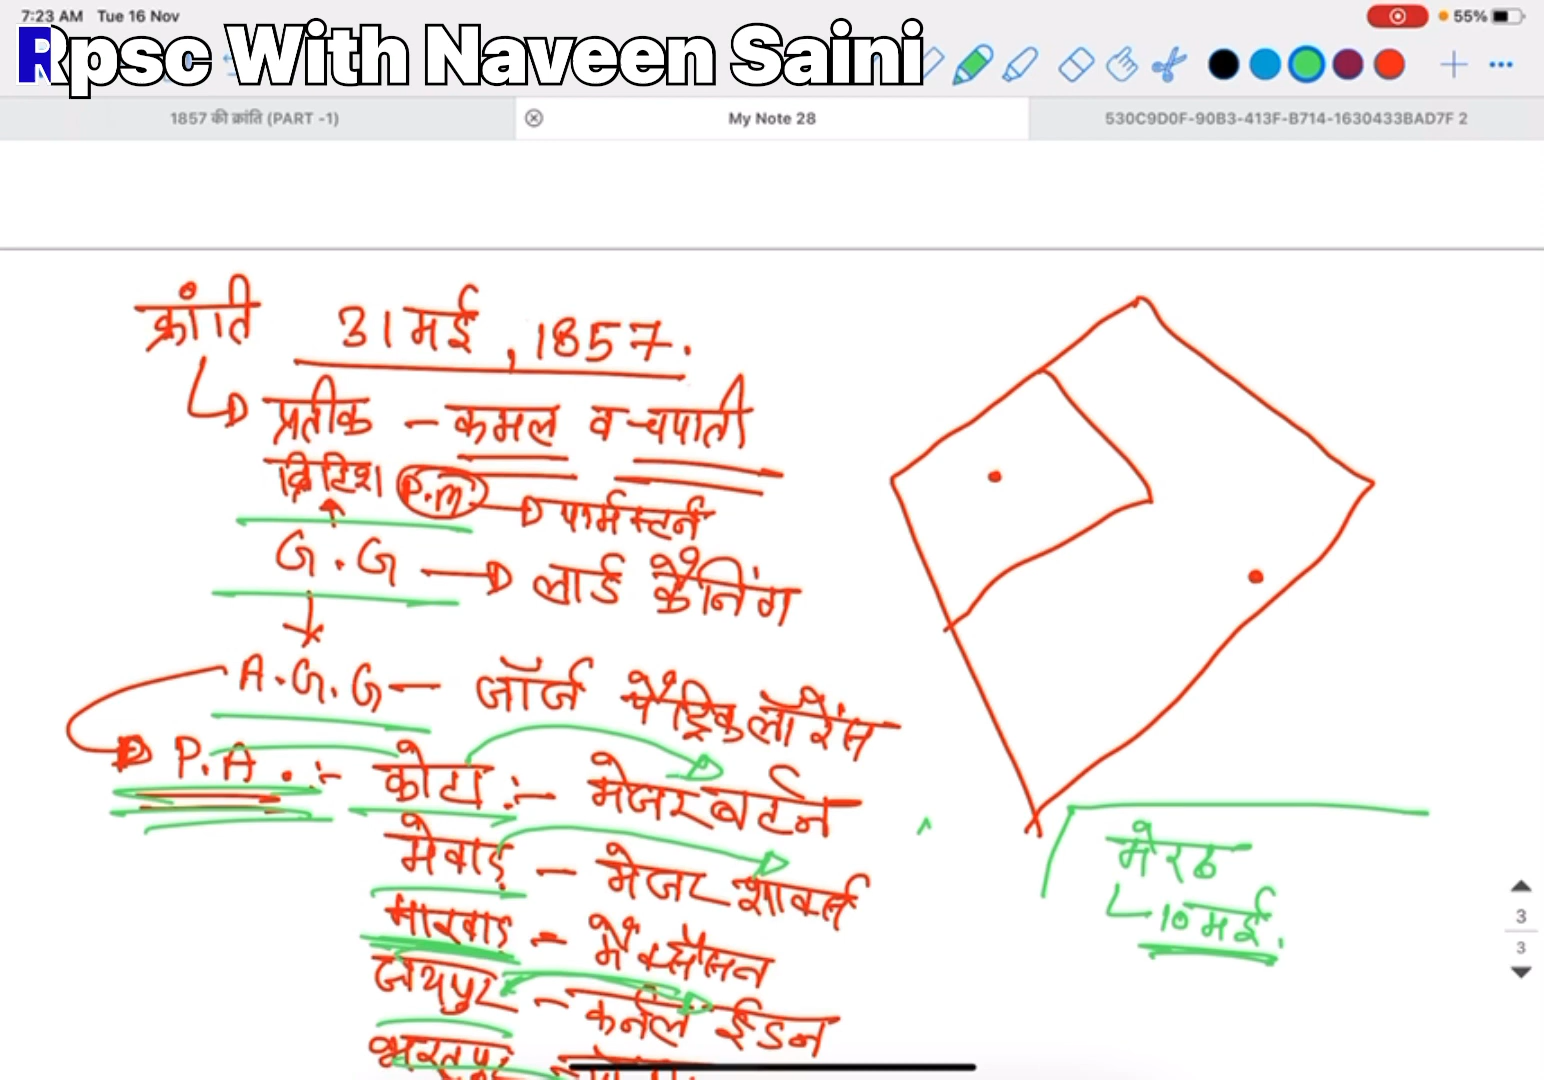 7:23 AM Tue 16 Nov
55%
Rpsc With Naveen Saini
1857 की क्रांति (PART -1)
My Note 28
530C9D0F-90B3-413F-B714-1630433BAD7F 2
क्रांति 31 मई, 1857.
प्रतीक - कमल व चपाती
ब्रिटिश P.M. पार्मस्टर्न
G.G लार्ड कैनिंग
A.G.G - जॉर्ज पैट्रिक लॉरेंस
P.A. :- कोटा :- मेजर बर्टन
मेवाड़ - मेजर शावर्स
मारवाड़ - मैक्मैसन
जयपुर - कर्नल ईडन
भरतपुर -
मेरठ
10 मई.
3
3